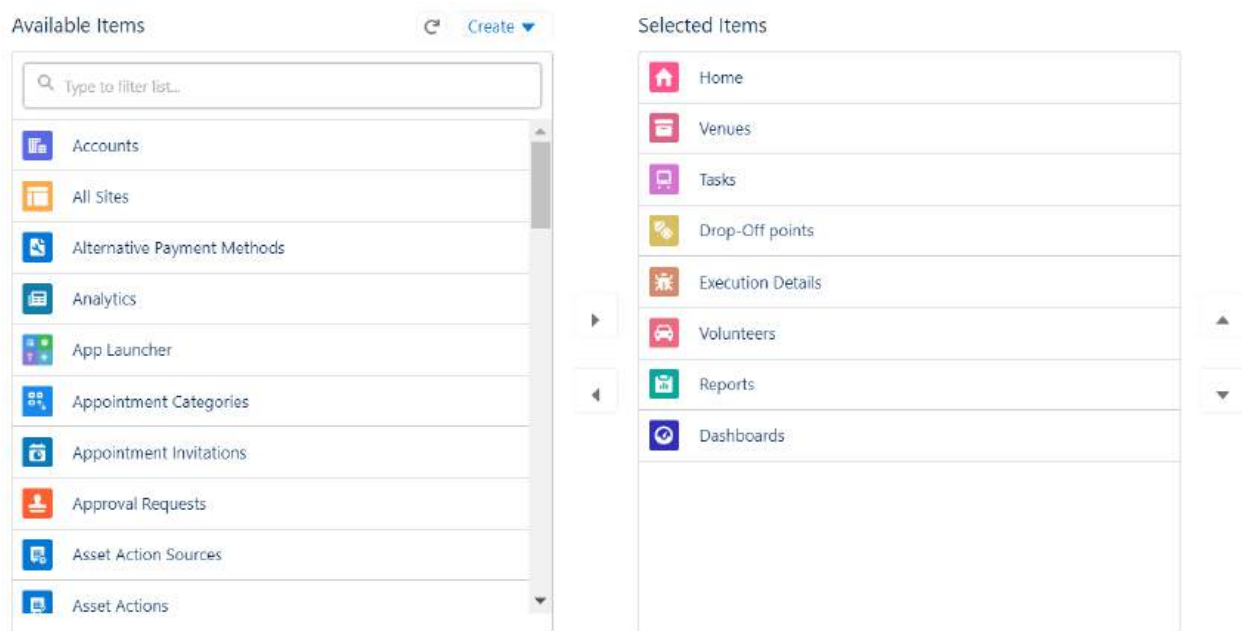 Available Items
Create
Type to filter list...
Accounts
All Sites
Alternative Payment Methods
Analytics
App Launcher
Appointment Categories
Appointment Invitations
Approval Requests
Asset Action Sources
Asset Actions
Selected Items
Home
Venues
Tasks
Drop-Off points
Execution Details
Volunteers
Reports
Dashboards